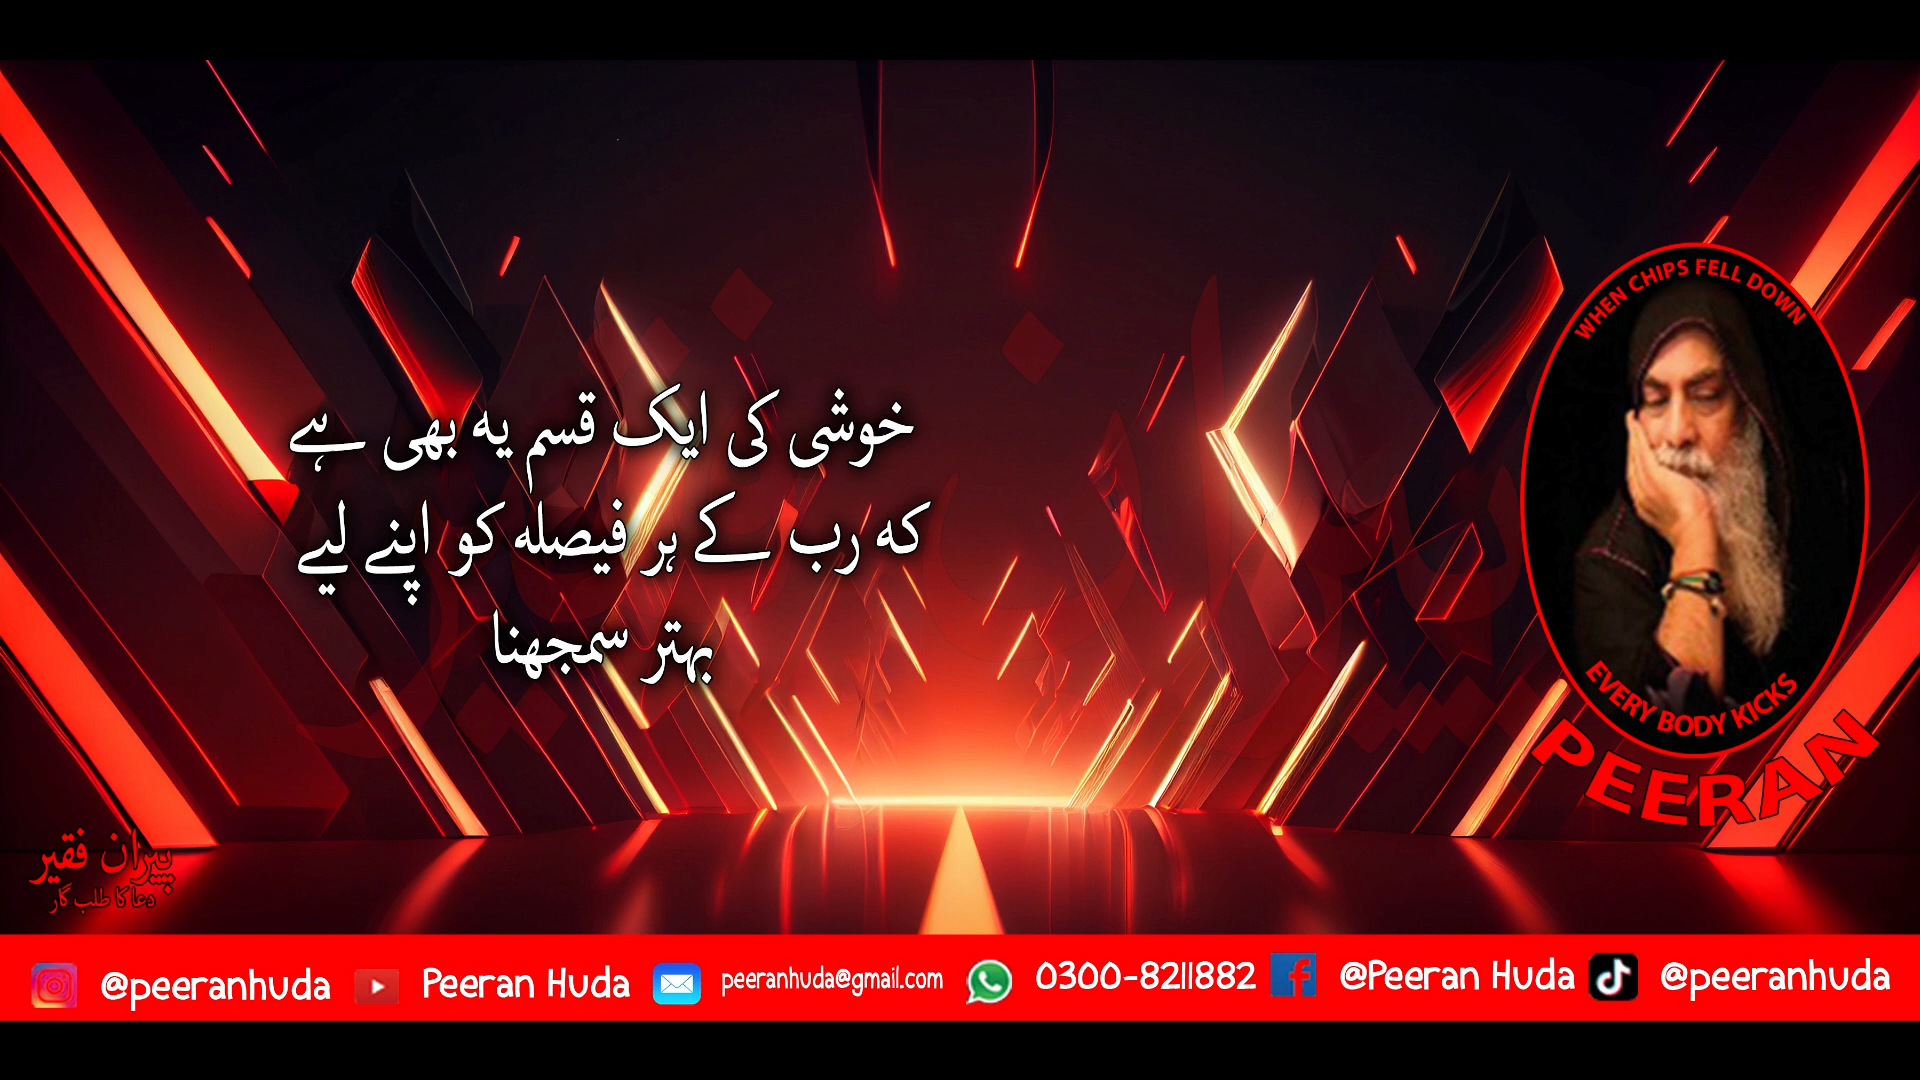 خوشی کی ایک قسم یہ بھی ہے
کہ رب کے ہر فیصلہ کو اپنے لیے
بہتر سمجھنا
WHEN CHIPS FELL DOWN
EVERY BODY KICKS
PEERAN
پیران فقیر
دعا کا طلب گار
@peeranhuda Peeran Huda peeranhuda@gmail.com 0300-8211882 @Peeran Huda @peeranhuda